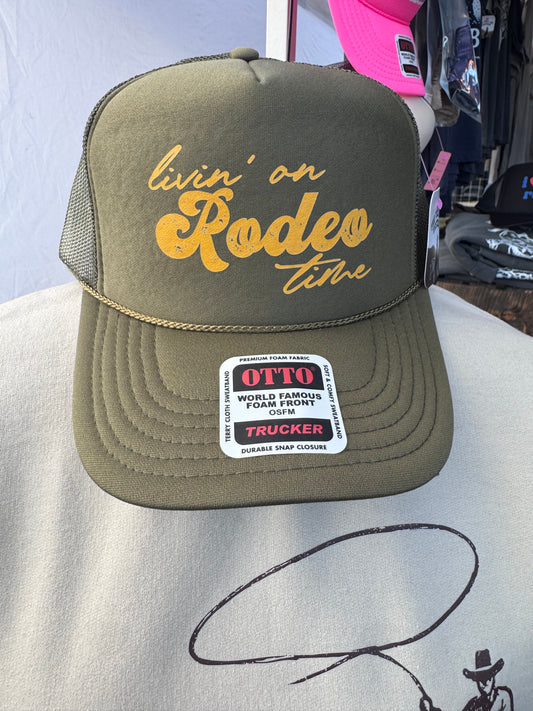 livin' on
Rodeo
time
PREMIUM FOAM FABRIC
OTTO
WORLD FAMOUS
FOAM FRONT
OSFM
TRUCKER
DURABLE SNAP CLOSURE
TERRY CLOTH SWEATBAND
SOFT & COMFY SWEATBAND
OTTO